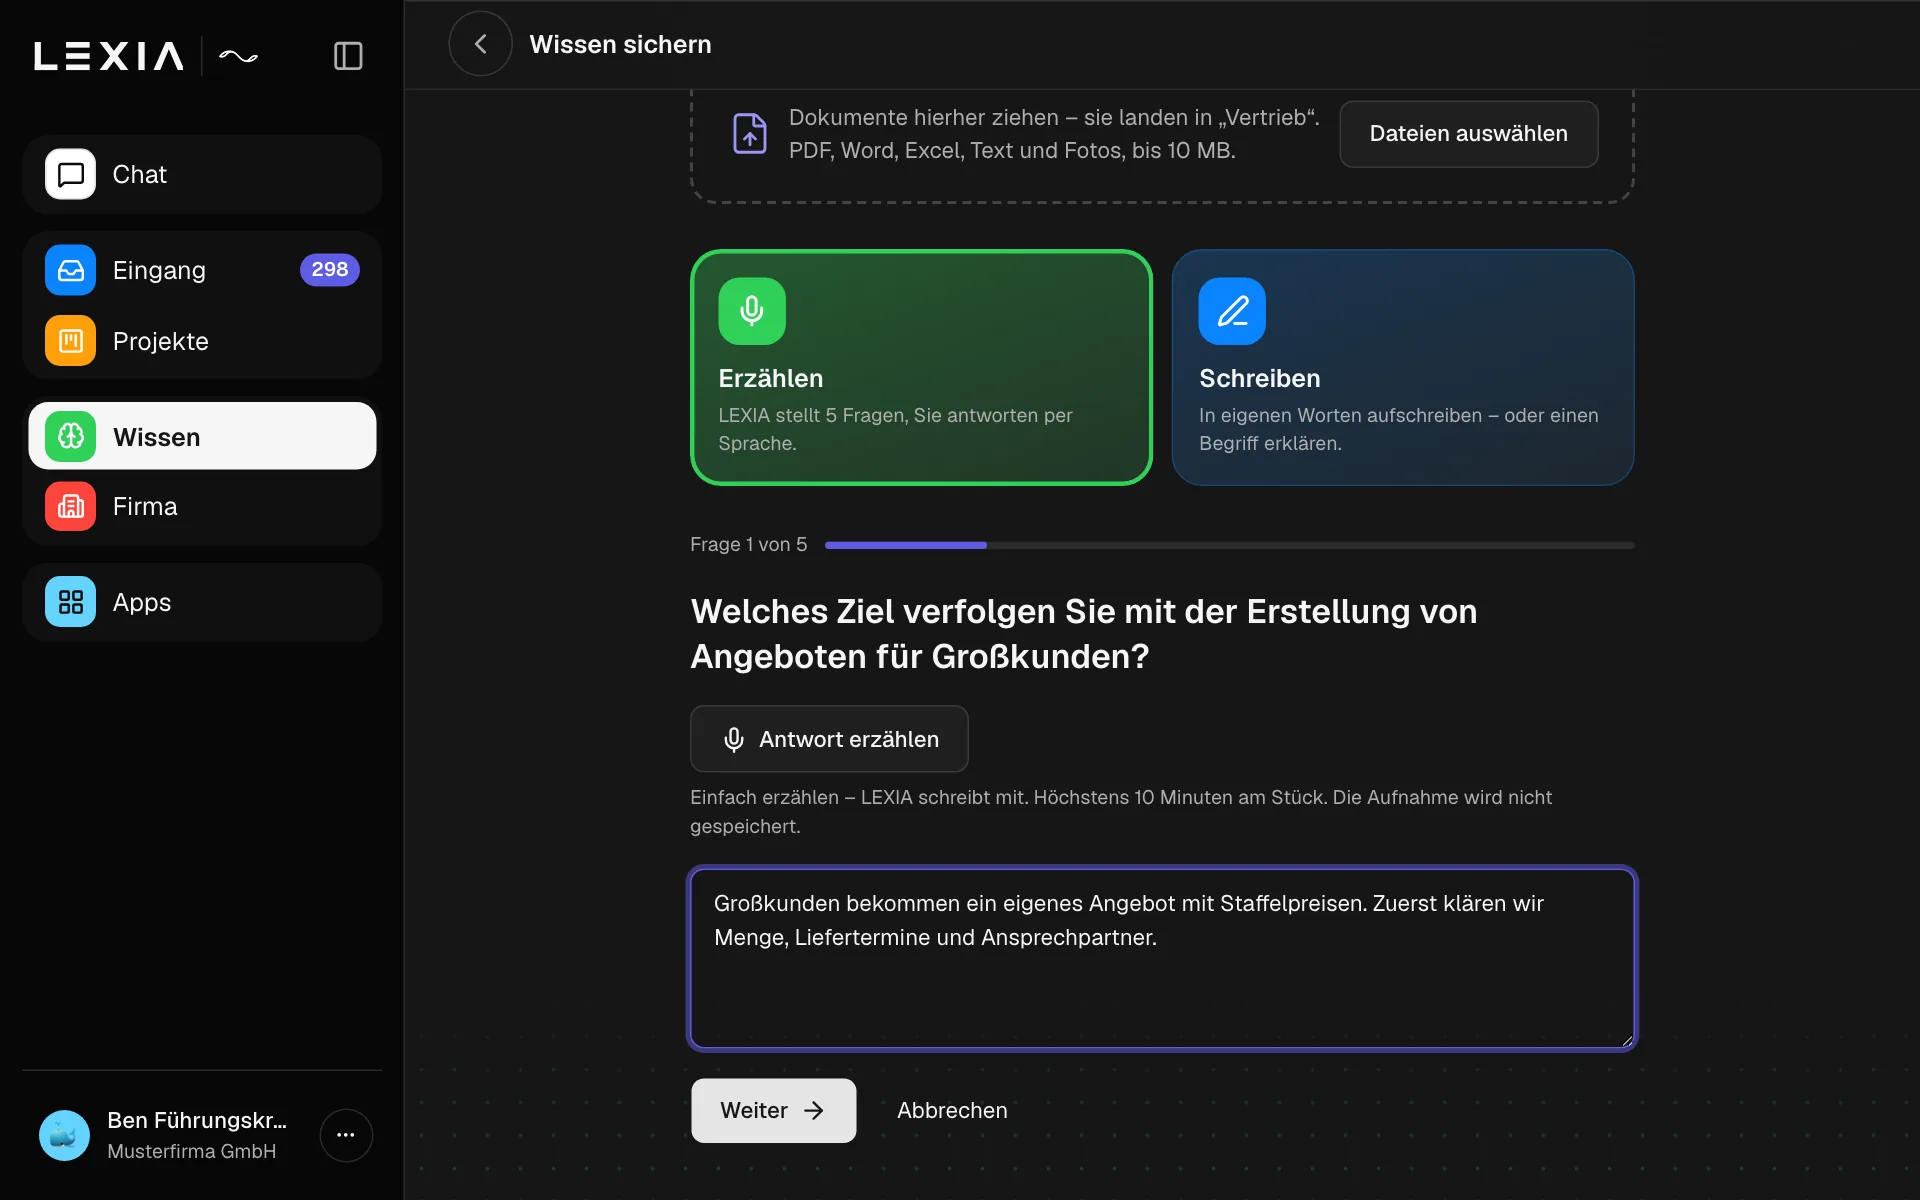 LEXIA
Chat
Eingang
298
Projekte
Wissen
Firma
Apps
Ben Führungskr...
Musterfirma GmbH
Wissen sichern
Dokumente hierher ziehen – sie landen in „Vertrieb“.
PDF, Word, Excel, Text und Fotos, bis 10 MB.
Dateien auswählen
Erzählen
LEXIA stellt 5 Fragen, Sie antworten per
Sprache.
Schreiben
In eigenen Worten aufschreiben – oder einen
Begriff erklären.
Frage 1 von 5
Welches Ziel verfolgen Sie mit der Erstellung von
Angeboten für Großkunden?
Antwort erzählen
Einfach erzählen – LEXIA schreibt mit. Höchstens 10 Minuten am Stück. Die Aufnahme wird nicht
gespeichert.
Großkunden bekommen ein eigenes Angebot mit Staffelpreisen. Zuerst klären wir
Menge, Liefertermine und Ansprechpartner.
Weiter
Abbrechen